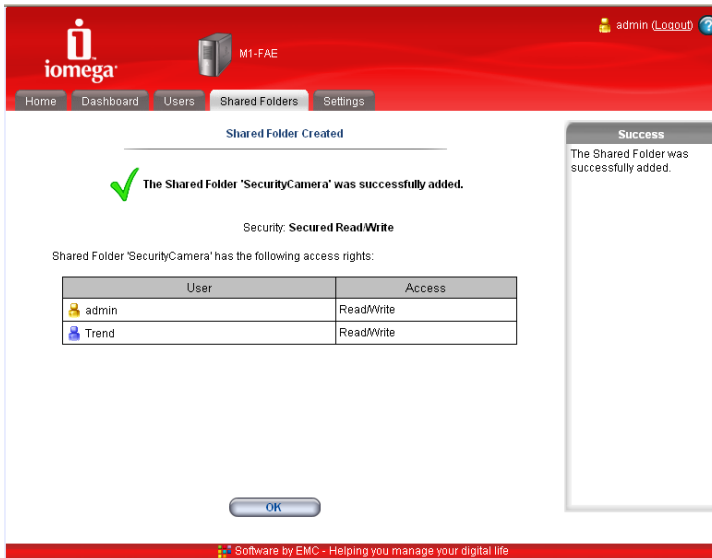 admin (Logout) ?
iomega
M1-FAE
Home Dashboard Users Shared Folders Settings
Shared Folder Created
The Shared Folder 'SecurityCamera' was successfully added.
Security: Secured Read/Write
Shared Folder 'SecurityCamera' has the following access rights:
User Access
admin Read/Write
Trend Read/Write
OK
Success
The Shared Folder was
successfully added.
Software by EMC - Helping you manage your digital life